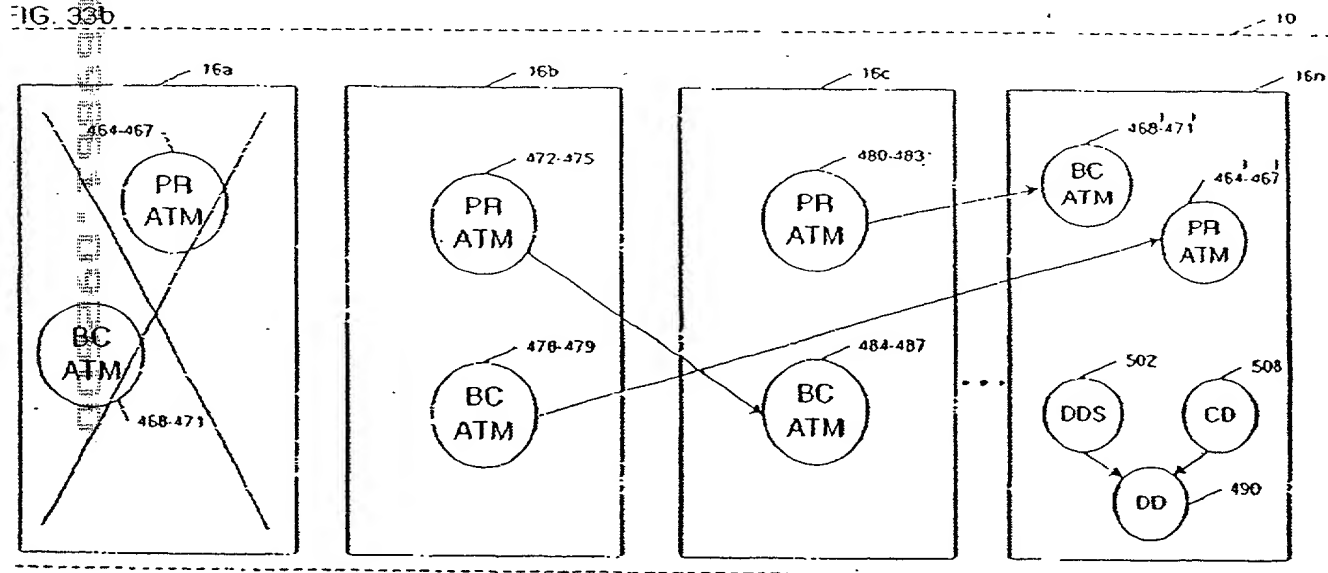 FIG. 33b
10
16a
16b
16c
16n
464-467
PR
ATM
BC
ATM
468-471
472-475
PR
ATM
476-479
BC
ATM
480-483
PR
ATM
484-487
BC
ATM
468'-471'
BC
ATM
464'-467'
PR
ATM
502
DDS
508
CD
DD
490